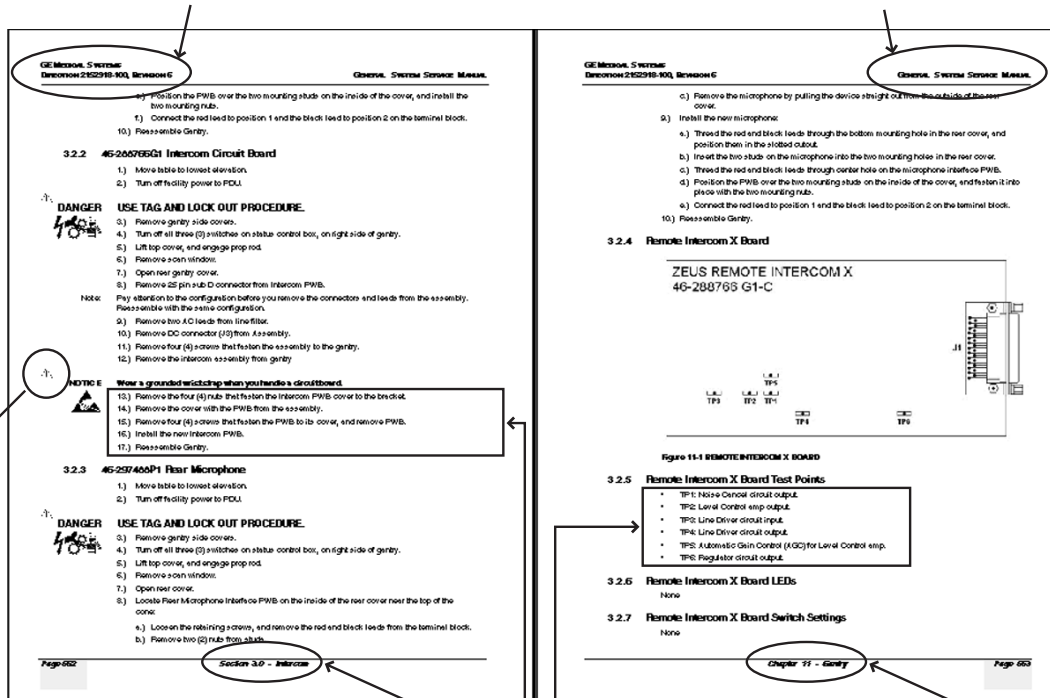 GE MEDICAL SYSTEMS
DIRECTION 2152918-100, REVISION 6 GENERAL SYSTEM SERVICE MANUAL
e.) Position the PWB over the two mounting studs on the inside of the cover, and install the
two mounting nuts.
f.) Connect the red lead to position 1 and the black lead to position 2 on the terminal block.
10.) Reassemble Gantry.
3.2.2 46-288766G1 Intercom Circuit Board
1.) Move table to lowest elevation.
2.) Turn off facility power to PDU.
DANGER USE TAG AND LOCK OUT PROCEDURE.
3.) Remove gantry side covers.
4.) Turn off all three (3) switches on status control box, on right side of gantry.
5.) Lift top cover, and engage prop rod.
6.) Remove scan window.
7.) Open rear gantry cover.
8.) Remove 25 pin sub D connector from Intercom PWB.
Note: Pay attention to the configuration before you remove the connectors and leads from the assembly.
Reassemble with the same configuration.
9.) Remove two AC leads from line filter.
10.) Remove DC connector (J3) from Assembly.
11.) Remove four (4) screws that fasten the assembly to the gantry.
12.) Remove the intercom assembly from gantry
NOTICE Wear a grounded wriststrap when you handle a circuit board.
13.) Remove the four (4) nuts that fasten the Intercom PWB cover to the bracket.
14.) Remove the cover with the PWB from the assembly.
15.) Remove four (4) screws that fasten the PWB to its cover, and remove PWB.
16.) Install the new Intercom PWB.
17.) Reassemble Gantry.
3.2.3 46-297488P1 Rear Microphone
1.) Move table to lowest elevation.
2.) Turn off facility power to PDU.
DANGER USE TAG AND LOCK OUT PROCEDURE.
3.) Remove gantry side covers.
4.) Turn off all three (3) switches on status control box, on right side of gantry.
5.) Lift top cover, and engage prop rod.
6.) Remove scan window.
7.) Open rear cover.
8.) Locate Rear Microphone Interface PWB on the inside of the rear cover near the top of the
cone:
a.) Loosen the retaining screws, and remove the red and black leads from the terminal block.
b.) Remove two (2) nuts from studs.
Page 662 Section 3.0 - Intercom
GE MEDICAL SYSTEMS
DIRECTION 2152918-100, REVISION 6 GENERAL SYSTEM SERVICE MANUAL
c.) Remove the microphone by pulling the device straight out from the outside of the rear
cover.
9.) Install the new microphone:
a.) Thread the red and black leads through the bottom mounting hole in the rear cover, and
position them in the slotted cutout.
b.) Insert the two studs on the microphone into the two mounting holes in the rear cover.
c.) Thread the red and black leads through center hole on the microphone interface PWB.
d.) Position the PWB over the two mounting studs on the inside of the cover, and fasten it into
place with the two mounting nuts.
e.) Connect the red lead to position 1 and the black lead to position 2 on the terminal block.
10.) Reassemble Gantry.
3.2.4 Remote Intercom X Board
ZEUS REMOTE INTERCOM X
46-288766 G1-C
J1
TP5
TP3 TP2 TP1
TP4 TP6
Figure 11-1 REMOTE INTERCOM X BOARD
3.2.5 Remote Intercom X Board Test Points
• TP1: Noise Cancel circuit output.
• TP2: Level Control amp output.
• TP3: Line Driver circuit input.
• TP4: Line Driver circuit output.
• TP5: Automatic Gain Control (AGC) for Level Control amp.
• TP6: Regulator circuit output.
3.2.6 Remote Intercom X Board LEDs
None
3.2.7 Remote Intercom X Board Switch Settings
None
Chapter 11 - Gantry Page 663